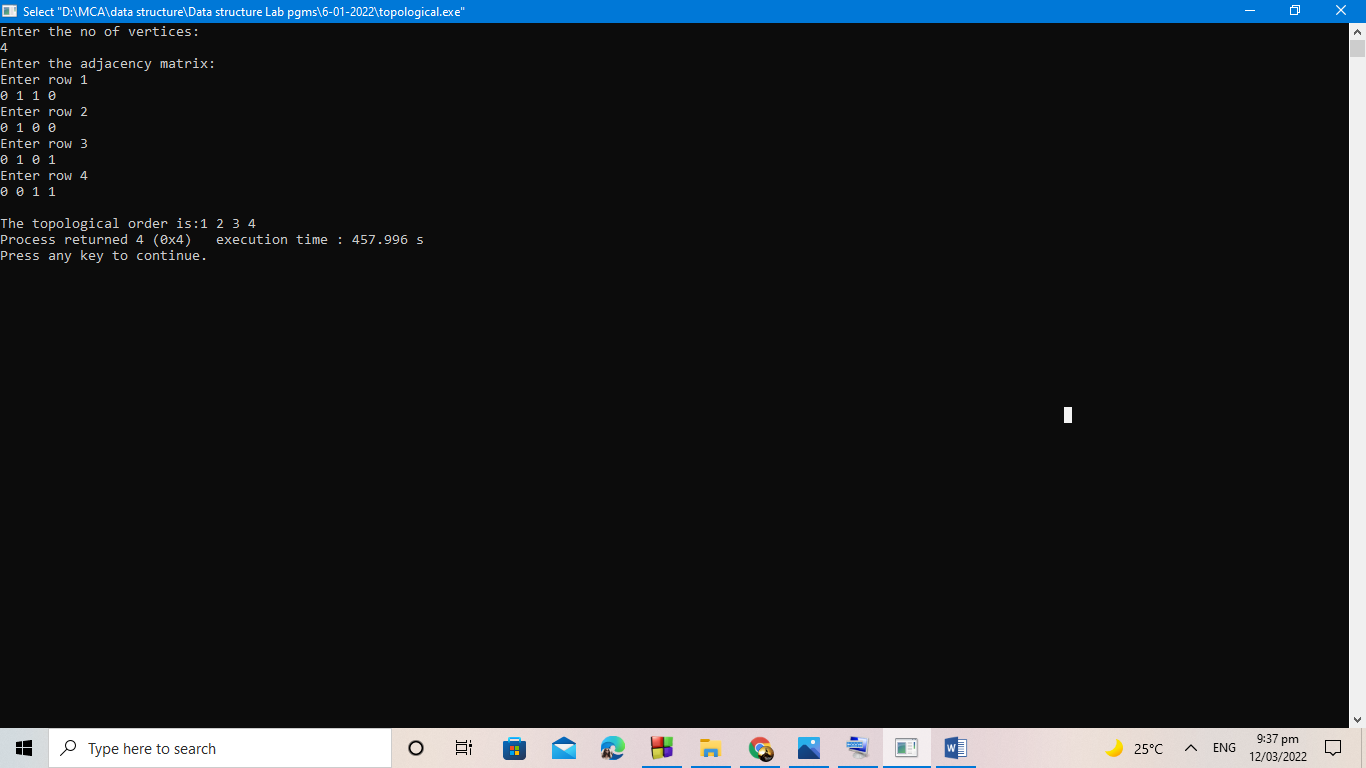 Select "D:\MCA\data structure\Data structure Lab pgms\6-01-2022\topological.exe"
Enter the no of vertices:
4
Enter the adjacency matrix:
Enter row 1
0 1 1 0
Enter row 2
0 1 0 0
Enter row 3
0 1 0 1
Enter row 4
0 0 1 1
The topological order is:1 2 3 4
Process returned 4 (0x4)   execution time : 457.996 s
Press any key to continue.
Type here to search
25°C
ENG
9:37 pm
12/03/2022